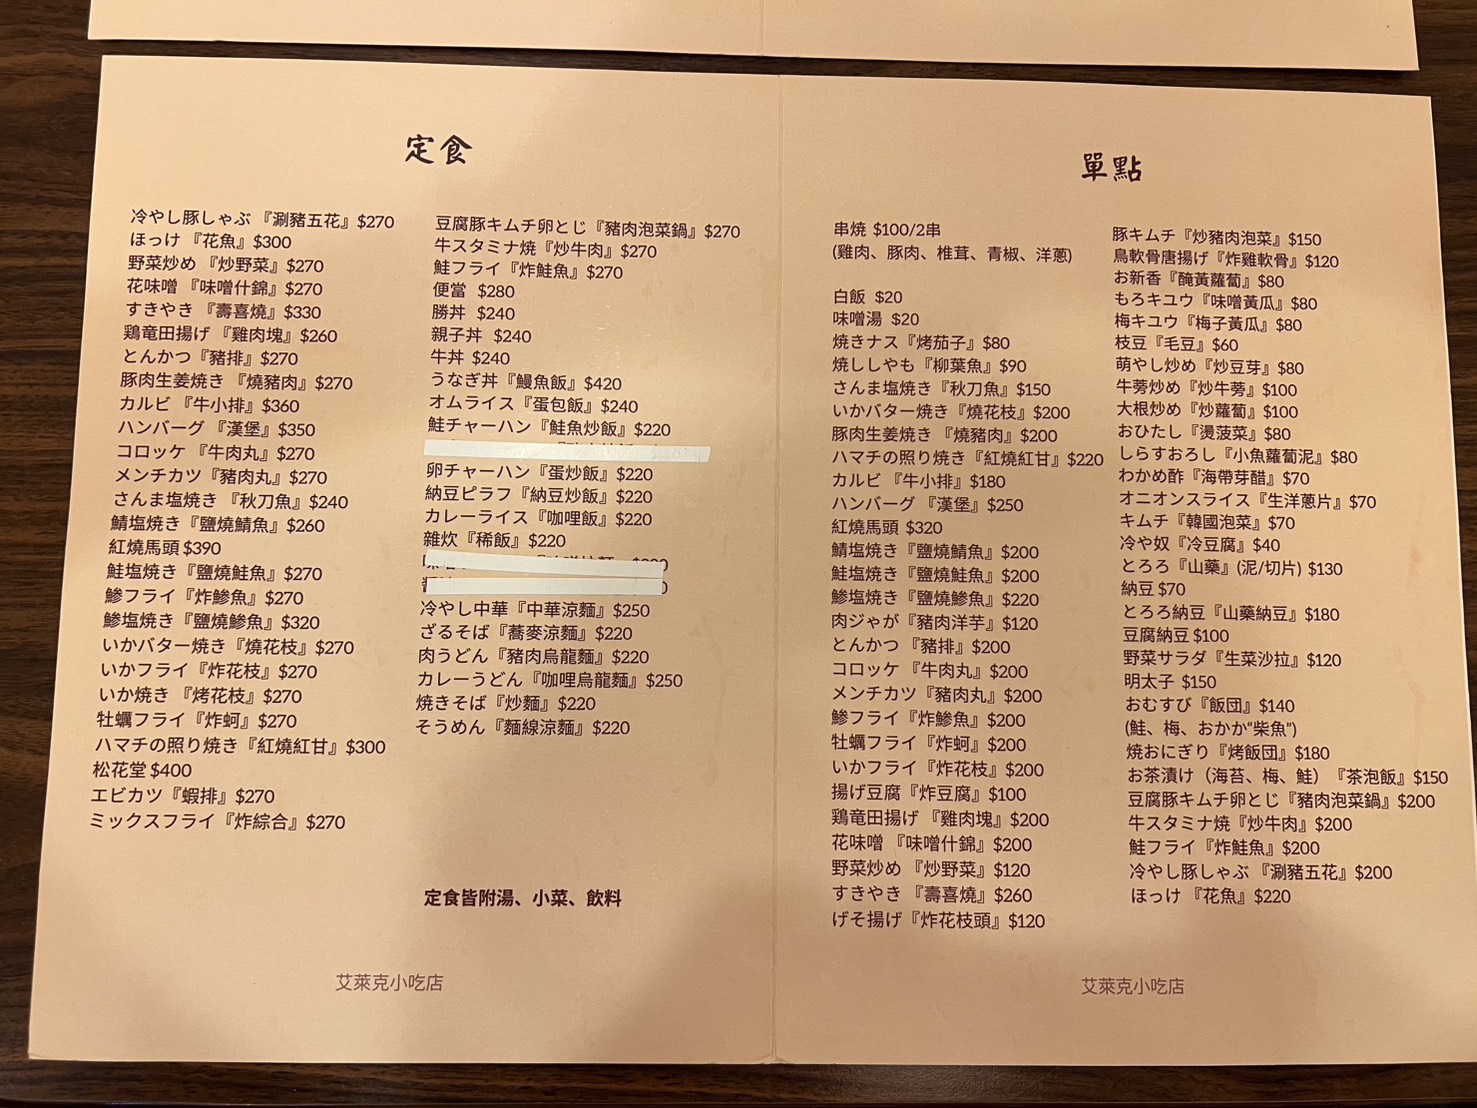 定食
冷やし豚しゃぶ 『涮豬五花』$270
ほっけ 『花魚』$300
野菜炒め 『炒野菜』$270
花味噌 『味噌什錦』$270
すきやき 『壽喜燒』$330
鶏竜田揚げ 『雞肉塊』$260
とんかつ『豬排』$270
豚肉生姜焼き 『燒豬肉』$270
カルビ 『牛小排』$360
ハンバーグ 『漢堡』$350
コロッケ 『牛肉丸』$270
メンチカツ『豬肉丸』$270
さんま塩焼き 『秋刀魚』$240
鯖塩焼き『鹽燒鯖魚』$260
紅燒馬頭 $390
鮭塩焼き『鹽燒鮭魚』$270
鯵フライ『炸鰺魚』$270
鯵塩焼き『鹽燒鰺魚』$320
いかバター焼き『燒花枝』$270
いかフライ『炸花枝』$270
いか焼き 『烤花枝』$270
牡蠣フライ『炸蚵』$270
ハマチの照り焼き『紅燒紅甘』$300
松花堂 $400
エビカツ『蝦排』$270
ミックスフライ『炸綜合』$270
豆腐豚キムチ卵とじ『豬肉泡菜鍋』$270
牛スタミナ焼『炒牛肉』$270
鮭フライ『炸鮭魚』$270
便當 $280
勝丼 $240
親子丼 $240
牛丼 $240
うなぎ丼『鰻魚飯』$420
オムライス『蛋包飯』$240
鮭チャーハン『鮭魚炒飯』$220
卵チャーハン『蛋炒飯』$220
納豆ピラフ『納豆炒飯』$220
カレーライス『咖哩飯』$220
雑炊『稀飯』$220
冷やし中華『中華涼麵』$250
ざるそば『蕎麥涼麵』$220
肉うどん『豬肉烏龍麵』$220
カレーうどん『咖哩烏龍麵』$250
焼きそば『炒麵』$220
そうめん『麵線涼麵』$220
定食皆附湯、小菜、飲料
艾萊克小吃店
單點
串燒 $100/2串
(雞肉、豚肉、椎茸、青椒、洋蔥)
白飯 $20
味噌湯 $20
焼きナス『烤茄子』$80
焼ししやも『柳葉魚』$90
さんま塩焼き『秋刀魚』$150
いかバター焼き『燒花枝』$200
豚肉生姜焼き『燒豬肉』$200
ハマチの照り焼き『紅燒紅甘』$220
カルビ『牛小排』$180
ハンバーグ 『漢堡』$250
紅燒馬頭 $320
鯖塩焼き『鹽燒鯖魚』$200
鮭塩焼き『鹽燒鮭魚』$200
鯵塩焼き『鹽燒鰺魚』$220
肉ジャが『豬肉洋芋』$120
とんかつ 『豬排』$200
コロッケ 『牛肉丸』$200
メンチカツ『豬肉丸』$200
鯵フライ『炸鰺魚』$200
牡蠣フライ『炸蚵』$200
いかフライ『炸花枝』$200
揚げ豆腐『炸豆腐』$100
鶏竜田揚げ 『雞肉塊』$200
花味噌 『味噌什錦』$200
野菜炒め 『炒野菜』$120
すきやき 『壽喜燒』$260
げそ揚げ『炸花枝頭』$120
豚キムチ『炒豬肉泡菜』$150
鳥軟骨唐揚げ『炸雞軟骨』$120
お新香『醃黃蘿蔔』$80
もろキユウ『味噌黃瓜』$80
梅キユウ『梅子黃瓜』$80
枝豆『毛豆』$60
萌やし炒め『炒豆芽』$80
牛蒡炒め『炒牛蒡』$100
大根炒め『炒蘿蔔』$100
おひたし『燙菠菜』$80
しらすおろし『小魚蘿蔔泥』$80
わかめ酢『海帶芽醋』$70
オニオンスライス『生洋蔥片』$70
キムチ『韓國泡菜』$70
冷や奴『冷豆腐』$40
とろろ『山藥』(泥/切片) $130
納豆 $70
とろろ納豆『山藥納豆』$180
豆腐納豆 $100
野菜サラダ『生菜沙拉』$120
明太子 $150
おむすび『飯団』$140
(鮭、梅、おかか“柴魚”)
焼おにぎり『烤飯団』$180
お茶漬け（海苔、梅、鮭）『茶泡飯』$150
豆腐豚キムチ卵とじ『豬肉泡菜鍋』$200
牛スタミナ焼『炒牛肉』$200
鮭フライ『炸鮭魚』$200
冷やし豚しゃぶ 『涮豬五花』$200
ほっけ 『花魚』$220
艾萊克小吃店